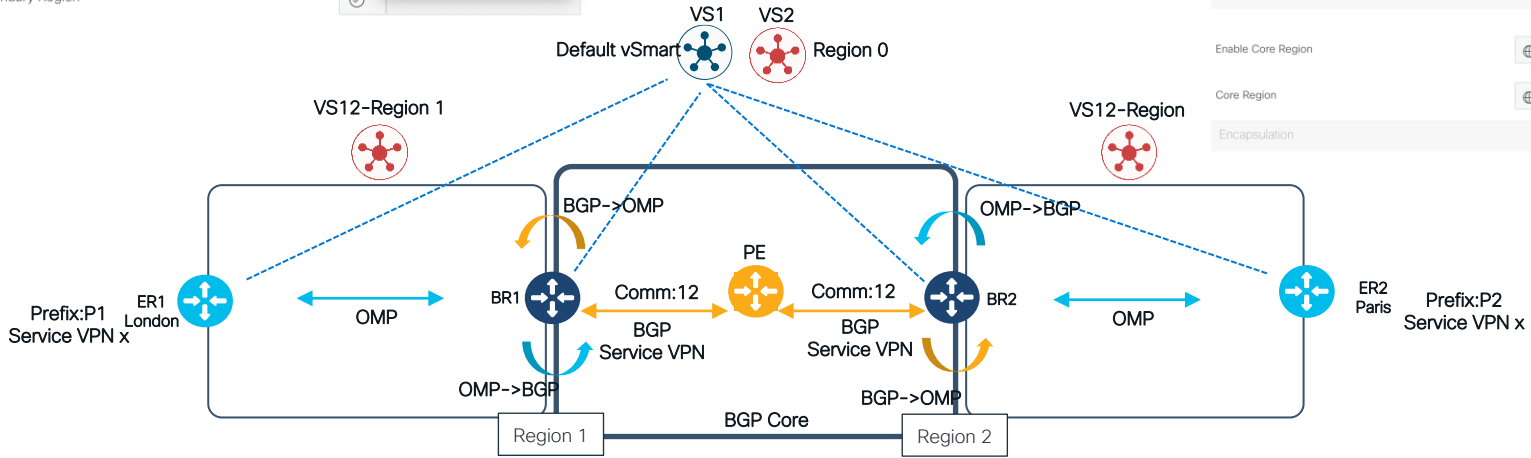 VS1
VS2
Default vSmart
Region 0
Enable Core Region
Core Region
Encapsulation
VS12-Region 1
VS12-Region
BGP->OMP
OMP->BGP
PE
Prefix:P1
Service VPN x
ER1
London
OMP
BR1
Comm:12
BGP
Service VPN
Comm:12
BGP
Service VPN
BR2
OMP
ER2
Paris
Prefix:P2
Service VPN x
OMP->BGP
BGP->OMP
BGP Core
Region 1
Region 2